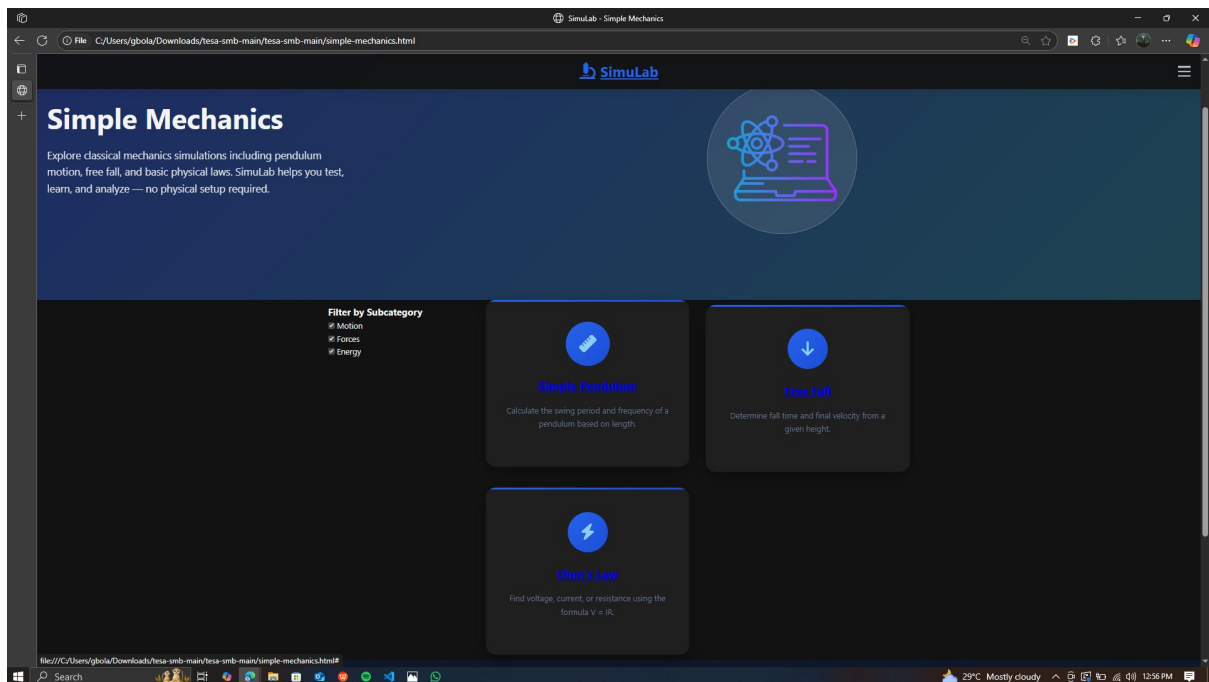 SimuLab - Simple Mechanics
File C:/Users/gbola/Downloads/tesa-smb-main/tesa-smb-main/simple-mechanics.html
SimuLab
Simple Mechanics
Explore classical mechanics simulations including pendulum
motion, free fall, and basic physical laws. SimuLab helps you test,
learn, and analyze — no physical setup required.
Filter by Subcategory
Motion
Forces
Energy
Simple Pendulum
Calculate the swing period and frequency of a
pendulum based on length.
Free Fall
Determine fall time and final velocity from a
given height.
Ohm's Law
Find voltage, current, or resistance using the
formula V = IR.
file:///C:/Users/gbola/Downloads/tesa-smb-main/tesa-smb-main/simple-mechanics.html#
Search
29°C Mostly cloudy
12:56 PM